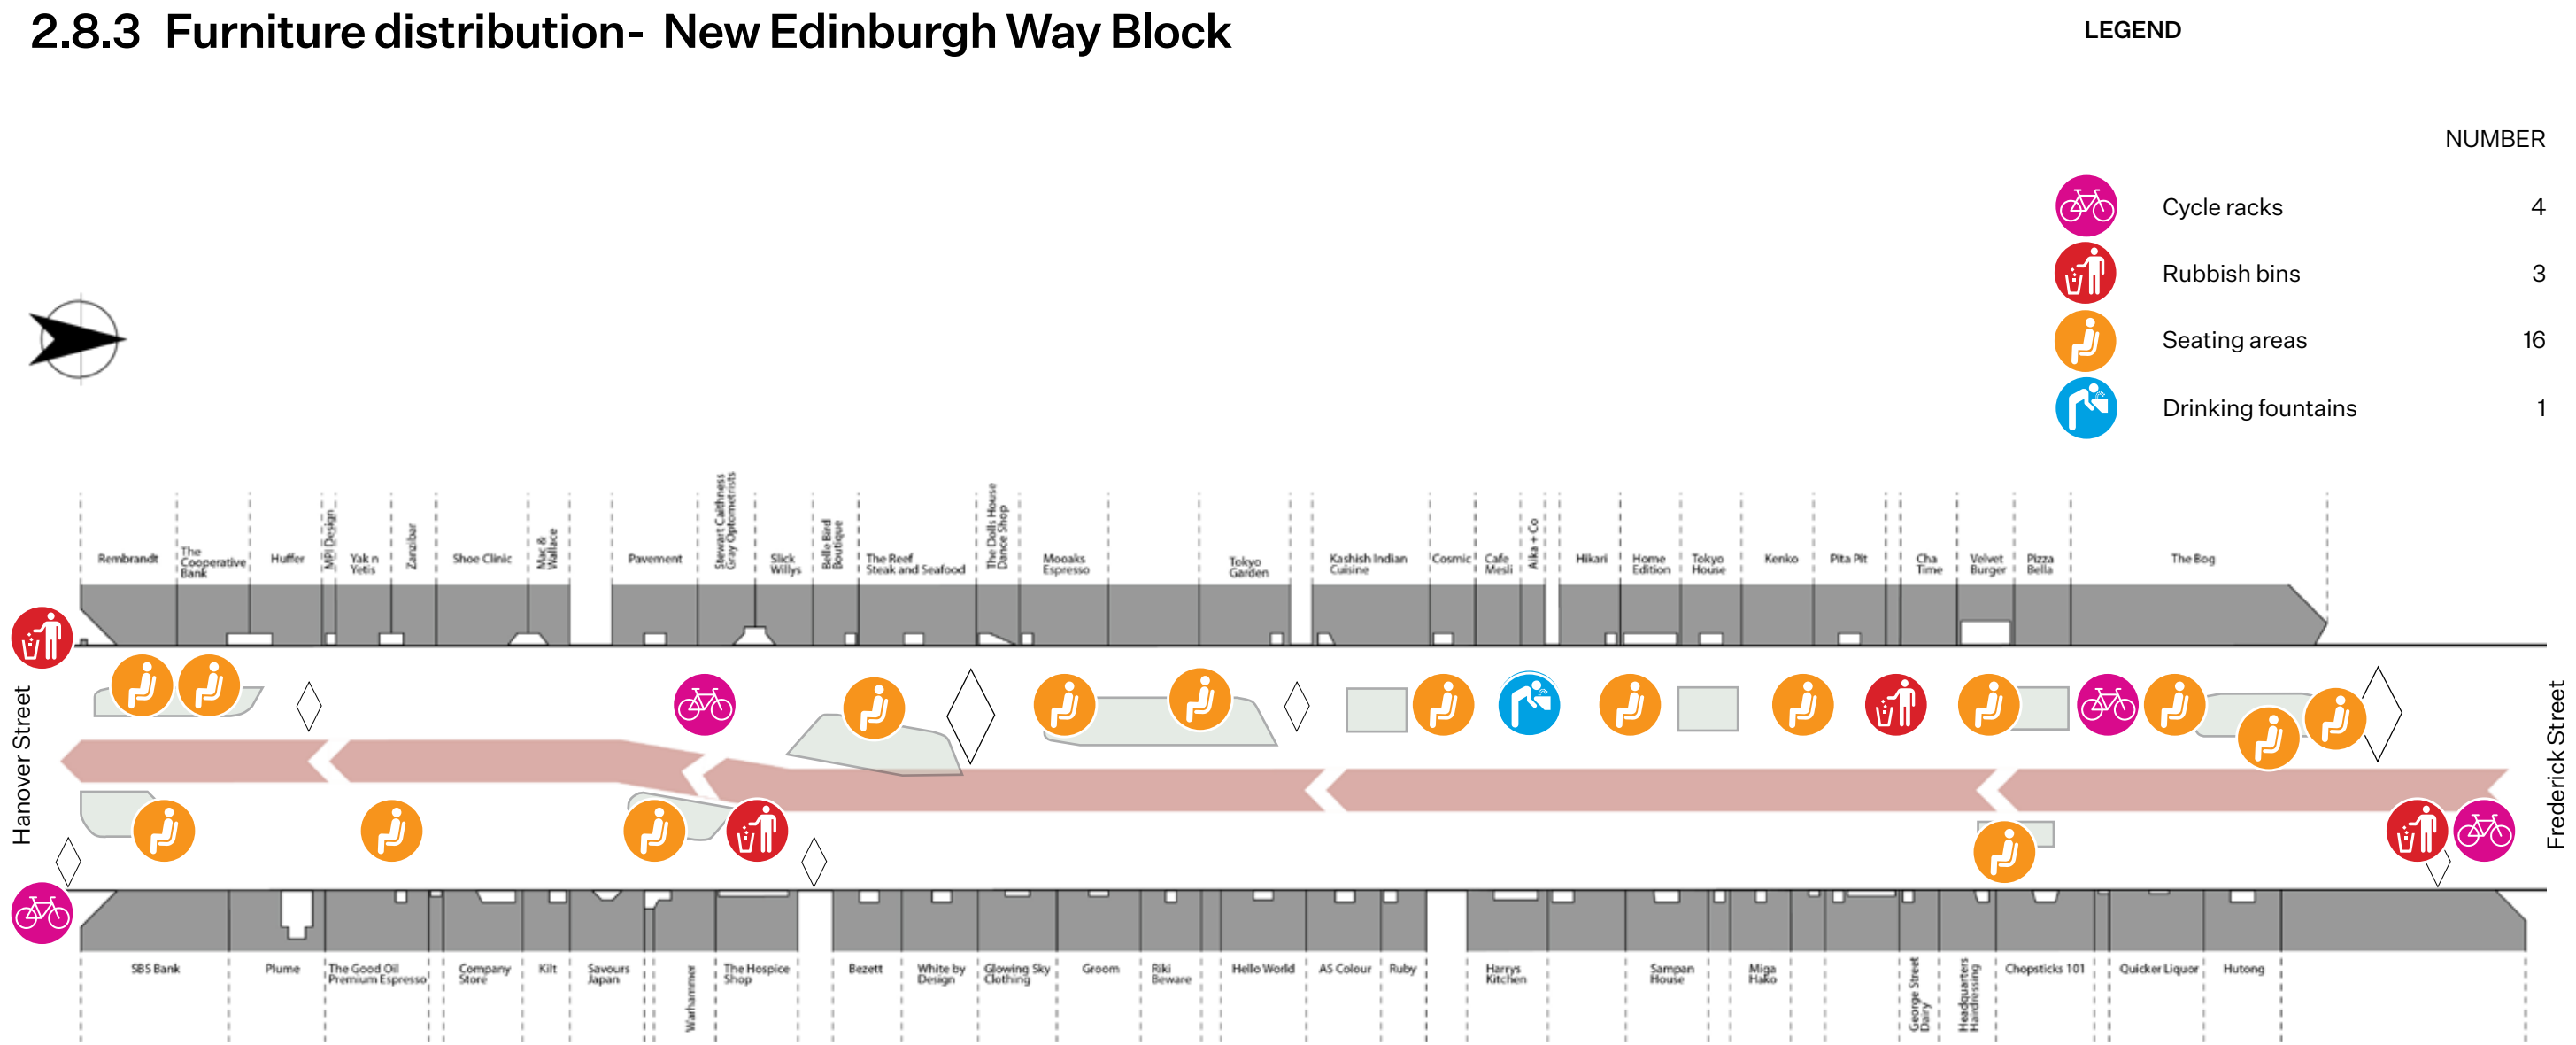 2.8.3 Furniture distribution- New Edinburgh Way Block
LEGEND
NUMBER
Cycle racks 4
Rubbish bins 3
Seating areas 16
Drinking fountains 1
Rembrandt
The
Cooperative
Bank
Huffer
MPI Design
Yak n
Yetis
Zanzibar
Shoe Clinic
Mac &
Wallace
Pavement
Stewart Caithness
Gray Optometrists
Slick
Willys
Belle Bird
Boutique
The Reef
Steak and Seafood
The Dolls House
Dance Shop
Mooaks
Espresso
Tokyo
Garden
Kashish Indian
Cuisine
Cosmic
Cafe
Mesli
Aika + Co
Hikari
Home
Edition
Tokyo
House
Kenko
Pita Pit
Cha
Time
Velvet
Burger
Pizza
Bella
The Bog
Hanover Street
Frederick Street
SBS Bank
Plume
The Good Oil
Premium Espresso
Company
Store
Kilt
Savours
Japan
Warhammer
The Hospice
Shop
Bezett
White by
Design
Glowing Sky
Clothing
Groom
Riki
Beware
Hello World
AS Colour
Ruby
Harrys
Kitchen
Sampan
House
Miga
Hako
George Street
Dairy
Headquarters
Hairdressing
Chopsticks 101
Quicker Liquor
Hutong